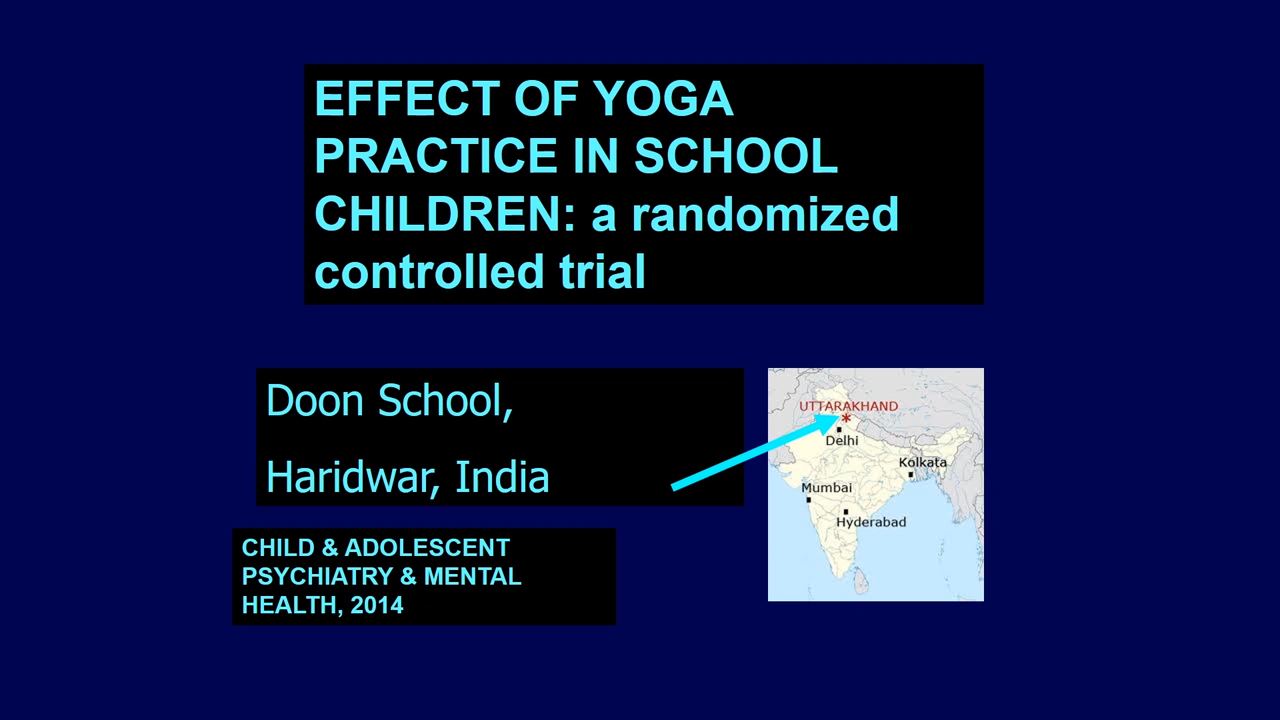 EFFECT OF YOGA
PRACTICE IN SCHOOL
CHILDREN: a randomized
controlled trial
Doon School,
Haridwar, India
UTTARAKHAND
Delhi
Kolkata
Mumbai
Hyderabad
CHILD & ADOLESCENT
PSYCHIATRY & MENTAL
HEALTH, 2014